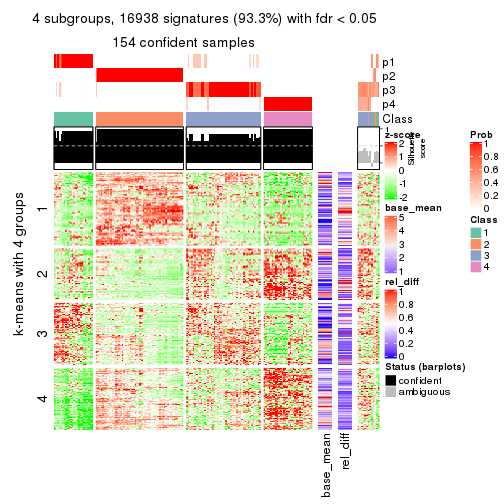 4 subgroups, 16938 signatures (93.3%) with fdr < 0.05
154 confident samples
p1
p2
p3
p4
Class
1
Silhouette
score
k-means with 4 groups
1
2
3
4
base_mean
rel_diff
z-score
2
1
0
-1
-2
base_mean
5
4
3
2
1
rel_diff
1
0.8
0.6
0.4
0.2
0
Status (barplots)
confident
ambiguous
Prob
1
0.8
0.6
0.4
0.2
0
Class
1
2
3
4